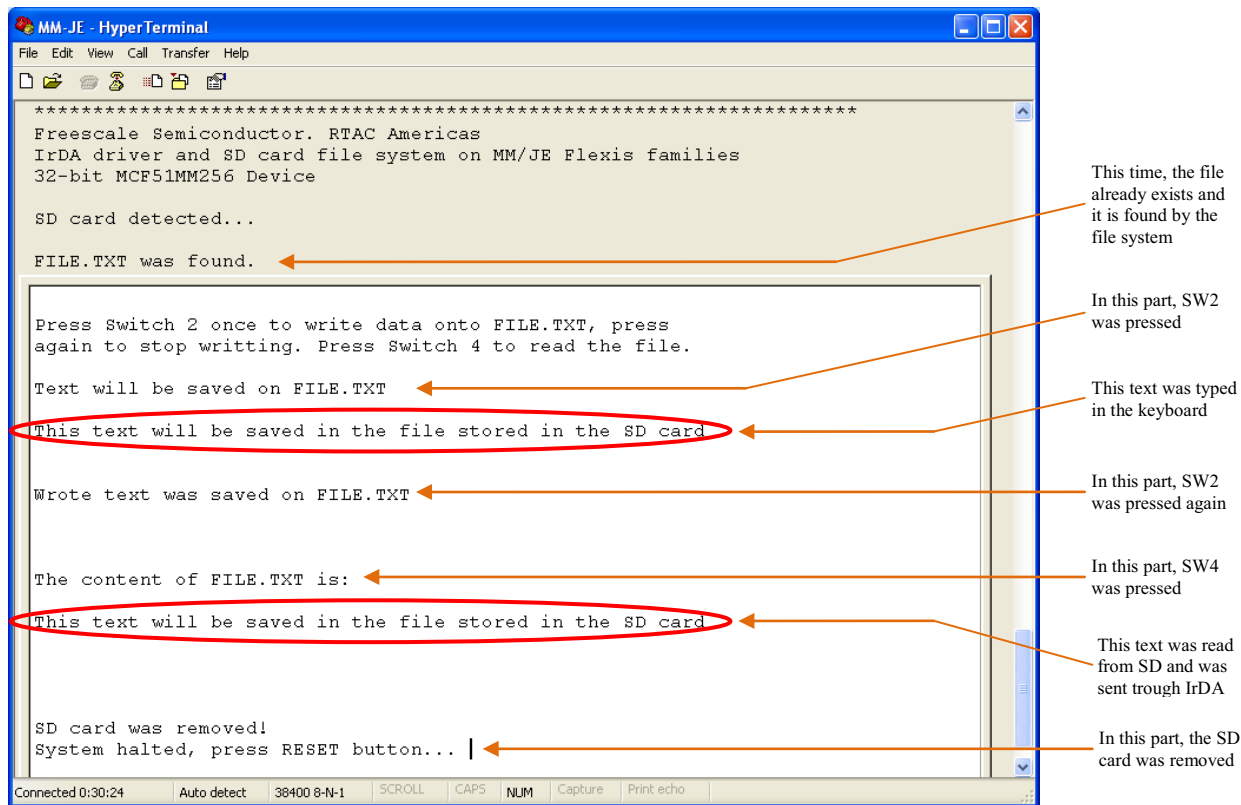 MM-JE - HyperTerminal
File Edit View Call Transfer Help
*************************************************************************
Freescale Semiconductor. RTAC Americas
IrDA driver and SD card file system on MM/JE Flexis families
32-bit MCF51MM256 Device
SD card detected...
FILE.TXT was found.
Press Switch 2 once to write data onto FILE.TXT, press
again to stop writting. Press Switch 4 to read the file.
Text will be saved on FILE.TXT
This text will be saved in the file stored in the SD card
Wrote text was saved on FILE.TXT
The content of FILE.TXT is:
This text will be saved in the file stored in the SD card
SD card was removed!
System halted, press RESET button...
Connected 0:30:24 Auto detect 38400 8-N-1 SCROLL CAPS NUM Capture Print echo
This time, the file
already exists and
it is found by the
file system
In this part, SW2
was pressed
This text was typed
in the keyboard
In this part, SW2
was pressed again
In this part, SW4
was pressed
This text was read
from SD and was
sent trough IrDA
In this part, the SD
card was removed